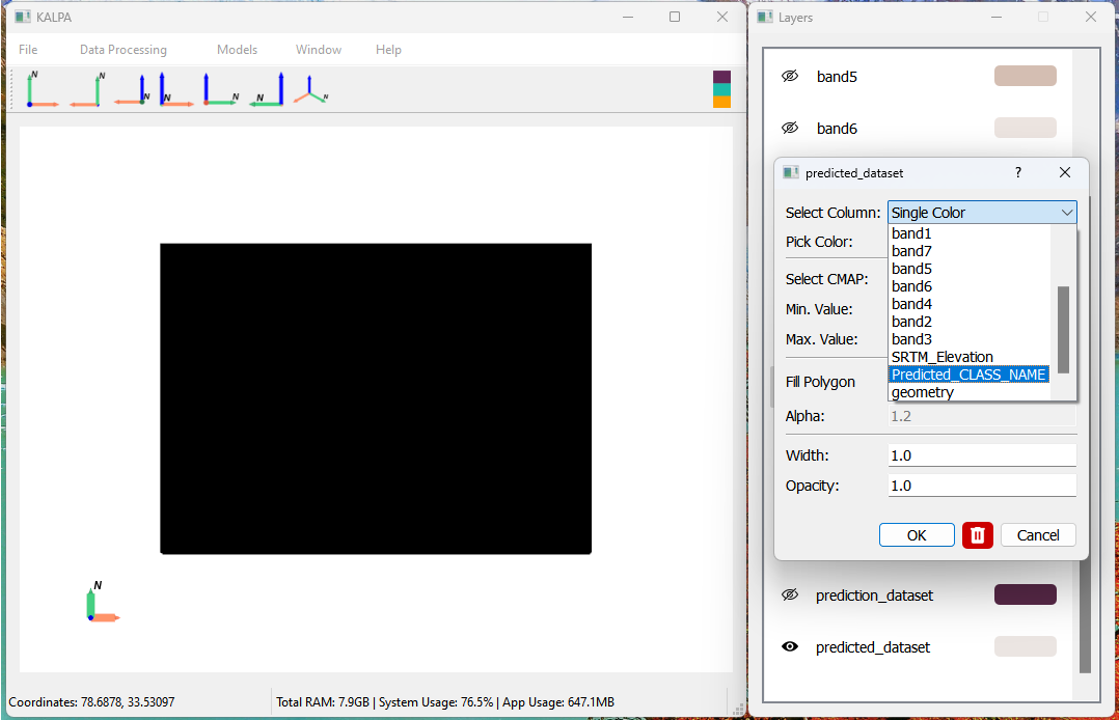 KALPA
File Data Processing Models Window Help
N N N N N N N
N
Coordinates: 78.6878, 33.53097 Total RAM: 7.9GB | System Usage: 76.5% | App Usage: 647.1MB
Layers
band5
band6
predicted_dataset ?
Select Column: Single Color
band1
Pick Color:
band7
band5
Select CMAP:
band6
band4
Min. Value:
band2
Max. Value:
band3
SRTM_Elevation
Predicted_CLASS_NAME
Fill Polygon
geometry
Alpha: 1.2
Width: 1.0
Opacity: 1.0
OK Cancel
prediction_dataset
predicted_dataset